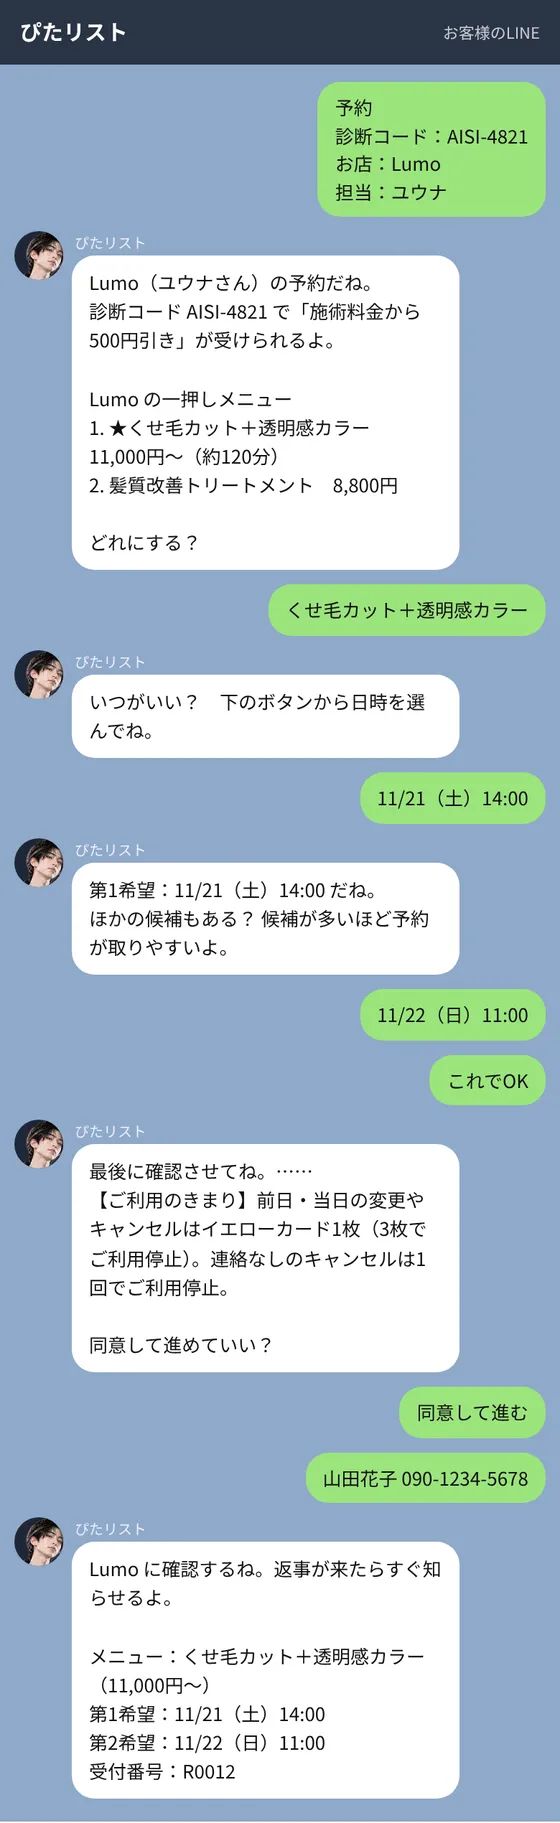 ぴたリスト
お客様のLINE
予約
診断コード：AISI-4821
お店：Lumo
担当：ユウナ
ぴたリスト
Lumo（ユウナさん）の予約だね。
診断コード AISI-4821 で「施術料金から
500円引き」が受けられるよ。
Lumo の一押しメニュー
1. ★くせ毛カット＋透明感カラー
11,000円〜（約120分）
2. 髪質改善トリートメント　8,800円
どれにする？
くせ毛カット＋透明感カラー
ぴたリスト
いつがいい？　下のボタンから日時を選
んでね。
11/21（土）14:00
ぴたリスト
第1希望：11/21（土）14:00 だね。
ほかの候補もある？ 候補が多いほど予約
が取りやすいよ。
11/22（日）11:00
これでOK
ぴたリスト
最後に確認させてね。……
【ご利用のきまり】前日・当日の変更や
キャンセルはイエローカード1枚（3枚で
ご利用停止）。連絡なしのキャンセルは1
回でご利用停止。
同意して進めていい？
同意して進む
山田花子 090-1234-5678
ぴたリスト
Lumo に確認するね。返事が来たらすぐ知
らせるよ。
メニュー：くせ毛カット＋透明感カラー
（11,000円〜）
第1希望：11/21（土）14:00
第2希望：11/22（日）11:00
受付番号：R0012